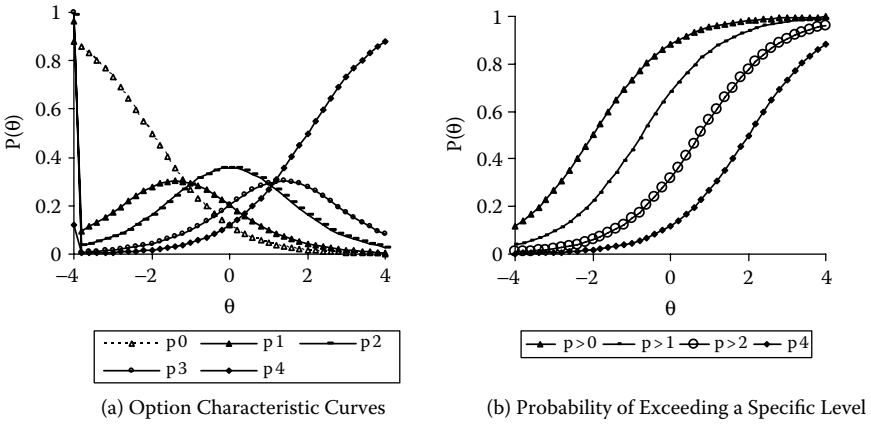 1
0.8
0.6
0.4
0.2
0
P(θ)
−4
−2
0
2
4
θ
p0
p1
p2
p3
p4
(a) Option Characteristic Curves
1
0.8
0.6
0.4
0.2
0
P(θ)
−4
−2
0
2
4
θ
p>0
p>1
p>2
p4
(b) Probability of Exceeding a Specific Level